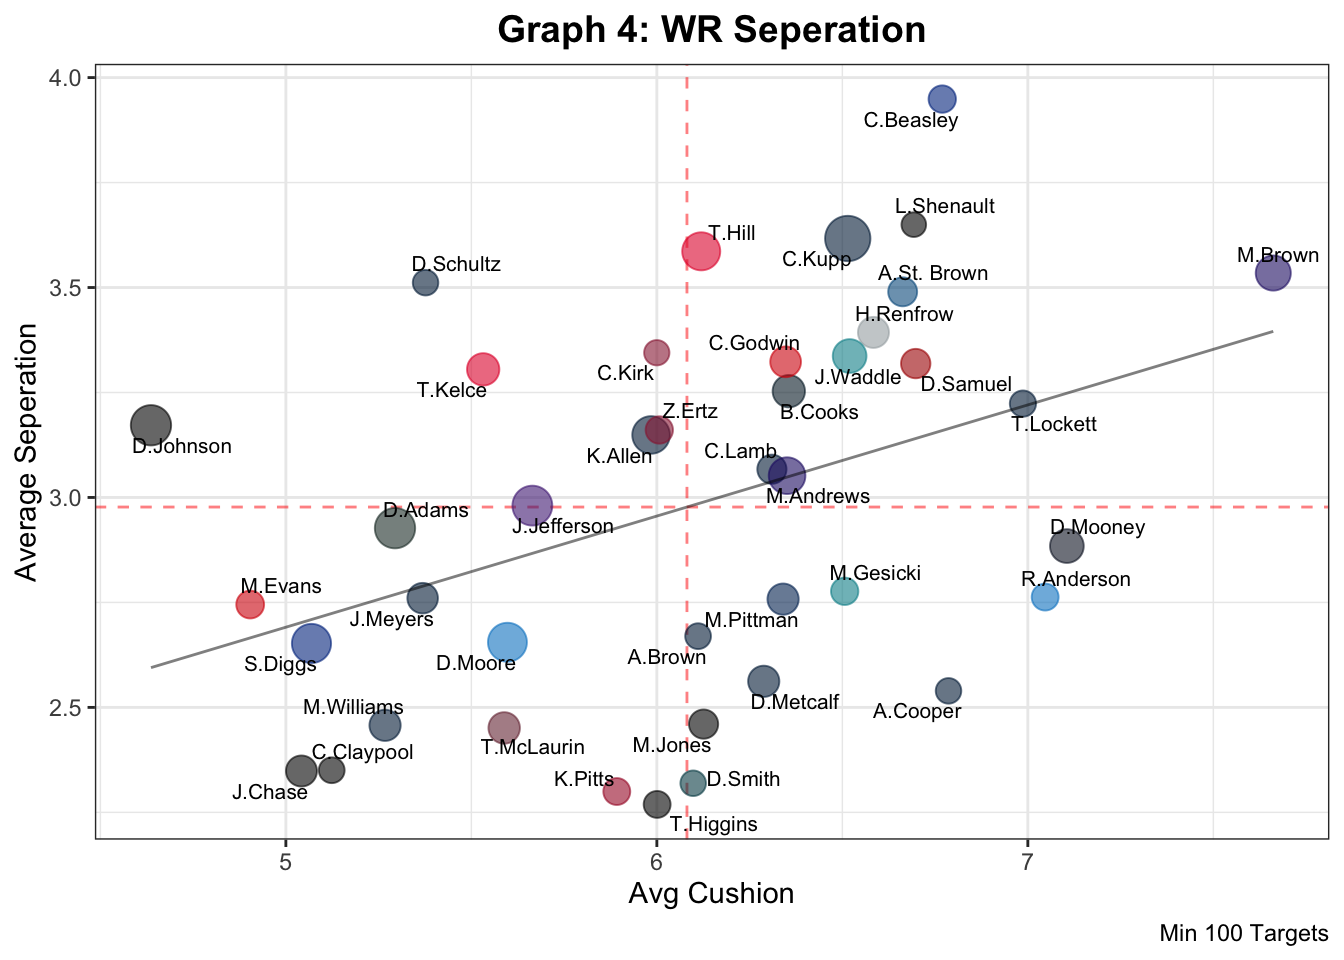 Graph 4: WR Seperation
4.0
C.Beasley
L.Shenault
T.Hill
C.Kupp
M.Brown
D.Schultz
A.St. Brown
3.5
H.Renfrow
C.Godwin
C.Kirk
J.Waddle
D.Samuel
T.Kelce
Z.Ertz
B.Cooks
T.Lockett
D.Johnson
K.Allen
C.Lamb
M.Andrews
3.0
D.Adams
J.Jefferson
D.Mooney
Average Seperation
M.Gesicki
R.Anderson
M.Evans
J.Meyers
M.Pittman
S.Diggs
D.Moore
A.Brown
D.Metcalf
A.Cooper
2.5
M.Williams
T.McLaurin
M.Jones
C.Claypool
J.Chase
K.Pitts
D.Smith
T.Higgins
5
6
7
Avg Cushion
Min 100 Targets